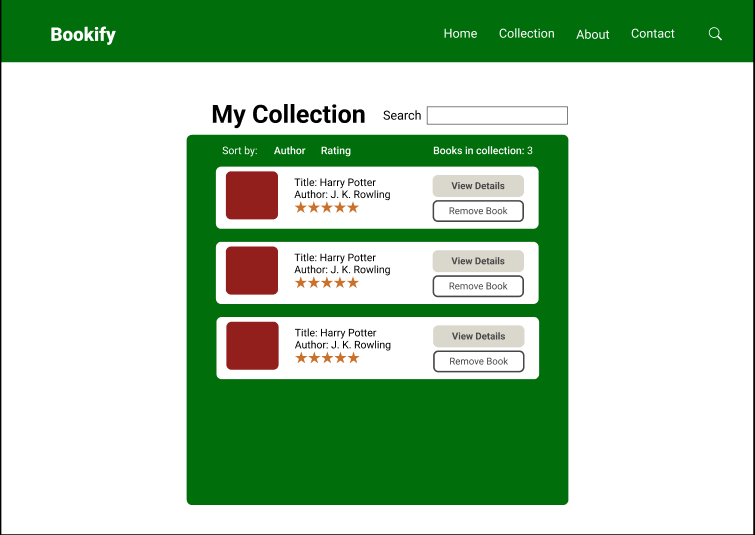 Bookify
Home Collection About Contact
My Collection Search
Sort by: Author Rating Books in collection: 3
Title: Harry Potter
Author: J. K. Rowling
View Details
Remove Book
Title: Harry Potter
Author: J. K. Rowling
View Details
Remove Book
Title: Harry Potter
Author: J. K. Rowling
View Details
Remove Book